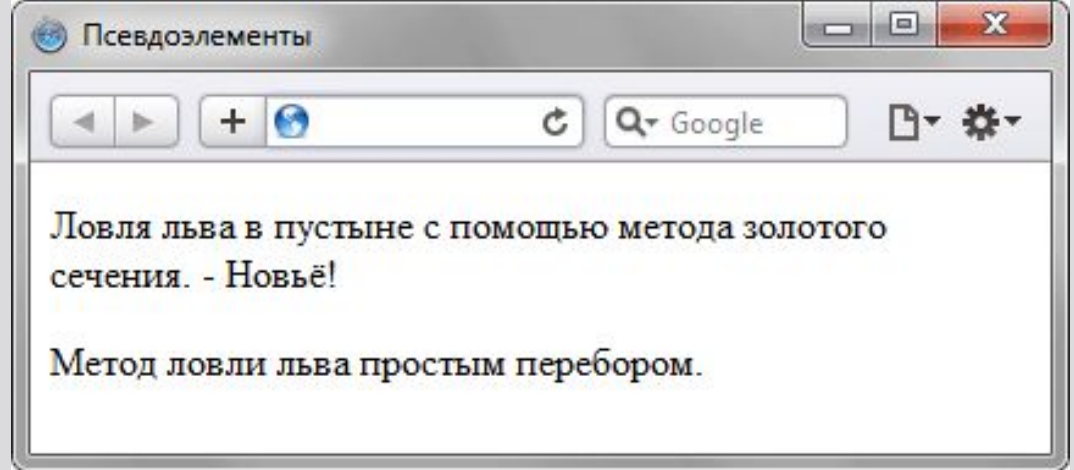 Псевдоэлементы
Google
Ловля льва в пустыне с помощью метода золотого
сечения. - Новьё!
Метод ловли льва простым перебором.